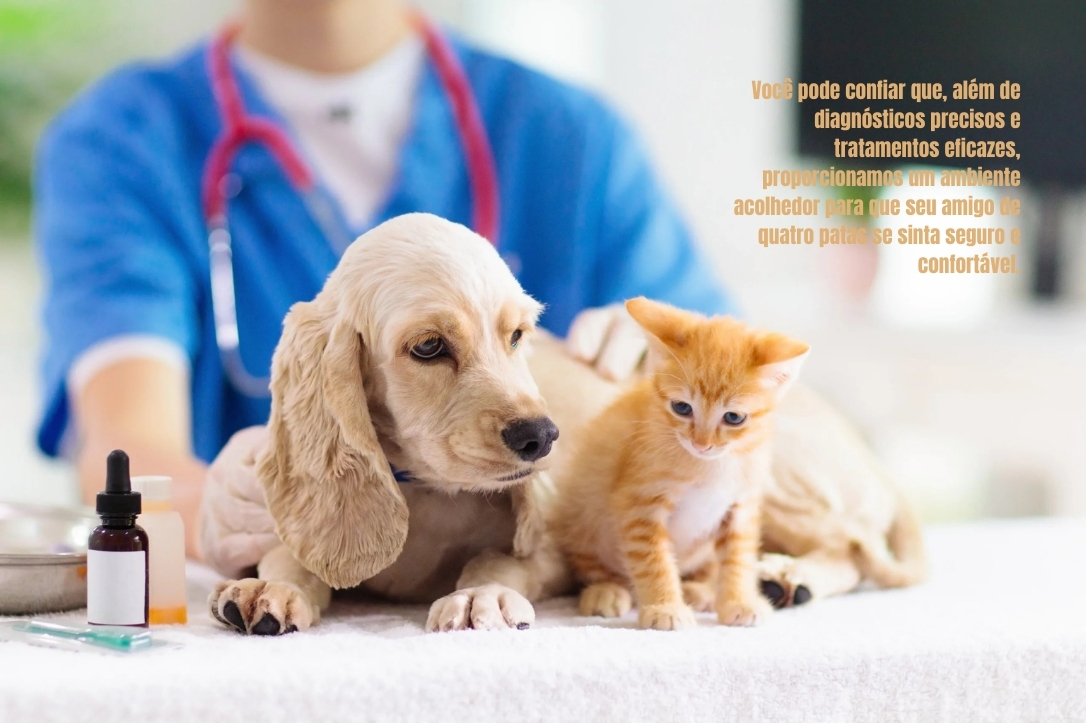 Você pode confiar que, além de
diagnósticos precisos e
tratamentos eficazes,
proporcionamos um ambiente
acolhedor para que seu amigo de
quatro patas se sinta seguro e
confortável.